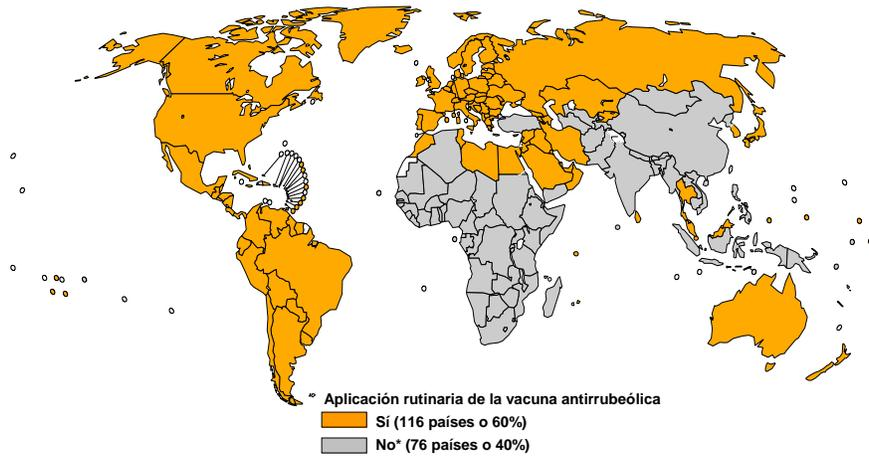 Aplicación rutinaria de la vacuna antirrubeólica
Sí (116 países o 60%)
No* (76 países o 40%)